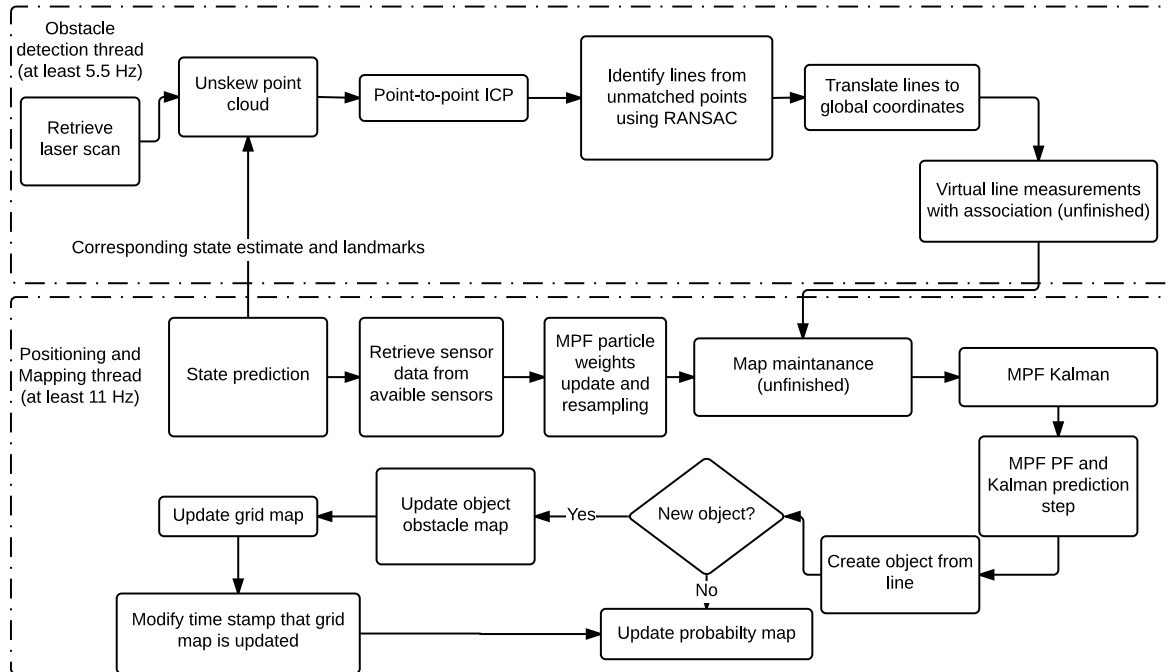 Obstacle
detection thread
(at least 5.5 Hz)
Retrieve
laser scan
Unskew point
cloud
Point-to-point ICP
Identify lines from
unmatched points
using RANSAC
Translate lines to
global coordinates
Virtual line measurements
with association (unfinished)
Corresponding state estimate and landmarks
Positioning and
Mapping thread
(at least 11 Hz)
State prediction
Retrieve sensor
data from
avaible sensors
MPF particle
weights
update and
resampling
Map maintanance
(unfinished)
MPF Kalman
MPF PF and
Kalman prediction
step
Create object from
line
New object?
Yes
Update object
obstacle map
Update grid map
Modify time stamp that grid
map is updated
No
Update probabilty map